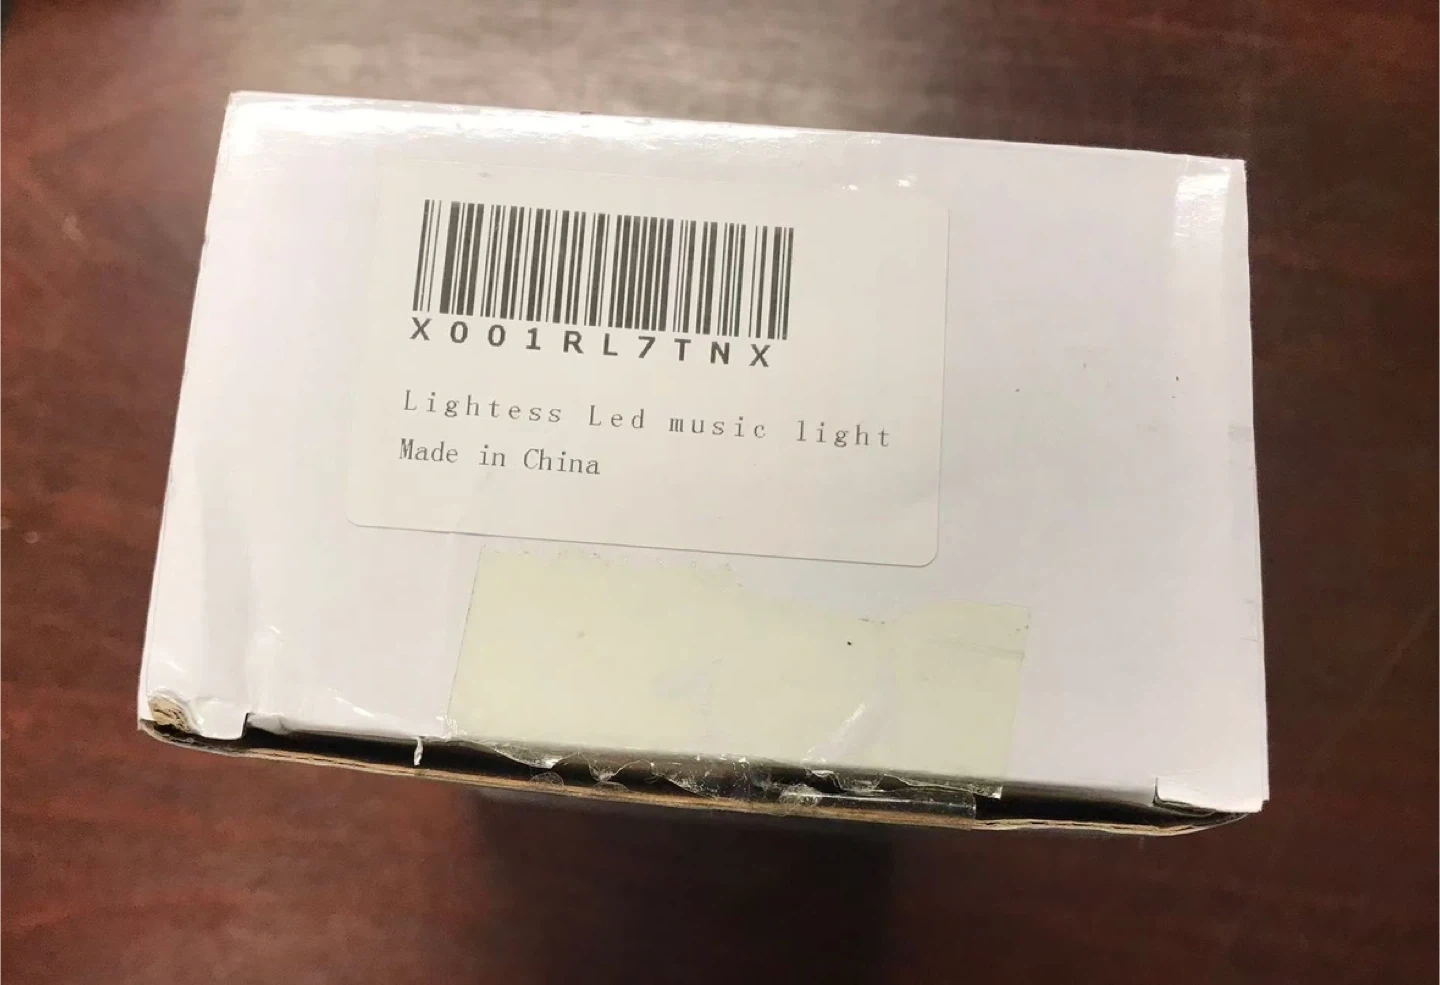 X001RL7TNX
Lightess Led music light
Made in China